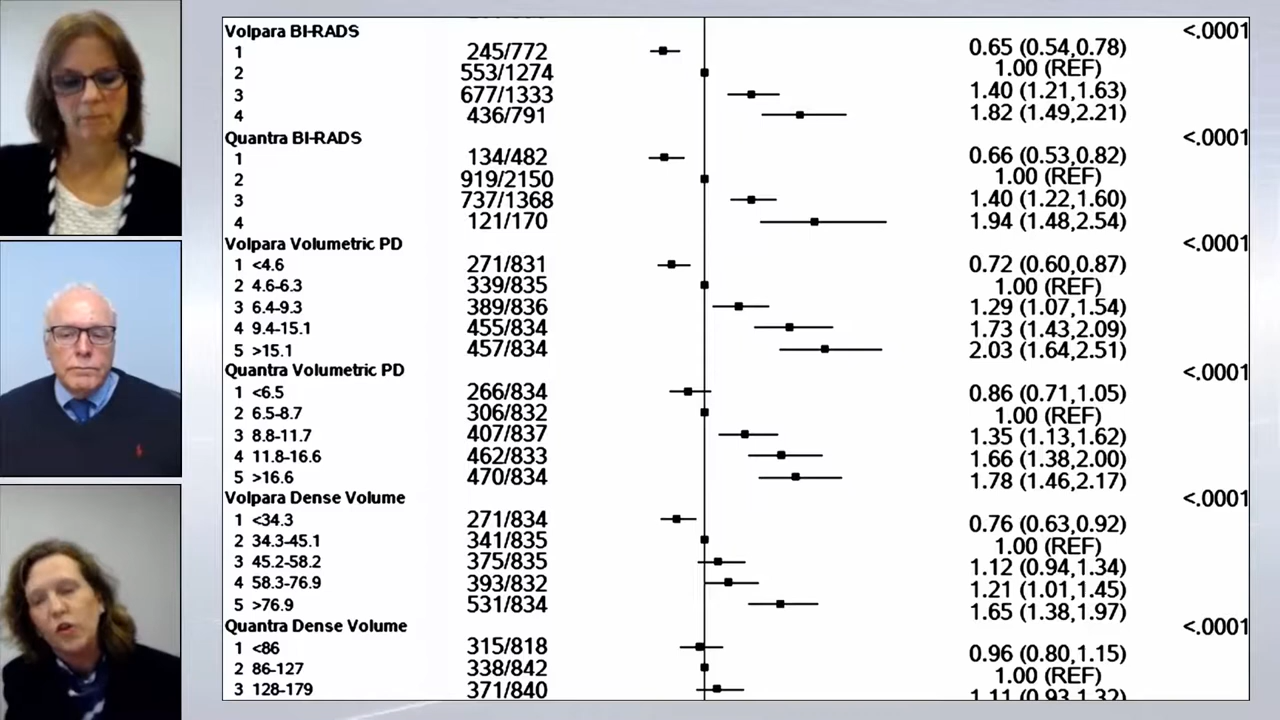 Volpara BI-RADS <.0001
1 245/772 0.65 (0.54,0.78)
2 553/1274 1.00 (REF)
3 677/1333 1.40 (1.21,1.63)
4 436/791 1.82 (1.49,2.21)
Quantra BI-RADS <.0001
1 134/482 0.66 (0.53,0.82)
2 919/2150 1.00 (REF)
3 737/1368 1.40 (1.22,1.60)
4 121/170 1.94 (1.48,2.54)
Volpara Volumetric PD <.0001
1 <4.6 271/831 0.72 (0.60,0.87)
2 4.6-6.3 339/835 1.00 (REF)
3 6.4-9.3 389/836 1.29 (1.07,1.54)
4 9.4-15.1 455/834 1.73 (1.43,2.09)
5 >15.1 457/834 2.03 (1.64,2.51)
Quantra Volumetric PD <.0001
1 <6.5 266/834 0.86 (0.71,1.05)
2 6.5-8.7 306/832 1.00 (REF)
3 8.8-11.7 407/837 1.35 (1.13,1.62)
4 11.8-16.6 462/833 1.66 (1.38,2.00)
5 >16.6 470/834 1.78 (1.46,2.17)
Volpara Dense Volume <.0001
1 <34.3 271/834 0.76 (0.63,0.92)
2 34.3-45.1 341/835 1.00 (REF)
3 45.2-58.2 375/835 1.12 (0.94,1.34)
4 58.3-76.9 393/832 1.21 (1.01,1.45)
5 >76.9 531/834 1.65 (1.38,1.97)
Quantra Dense Volume <.0001
1 <86 315/818 0.96 (0.80,1.15)
2 86-127 338/842 1.00 (REF)
3 128-179 371/840 1.11 (0.93,1.32)